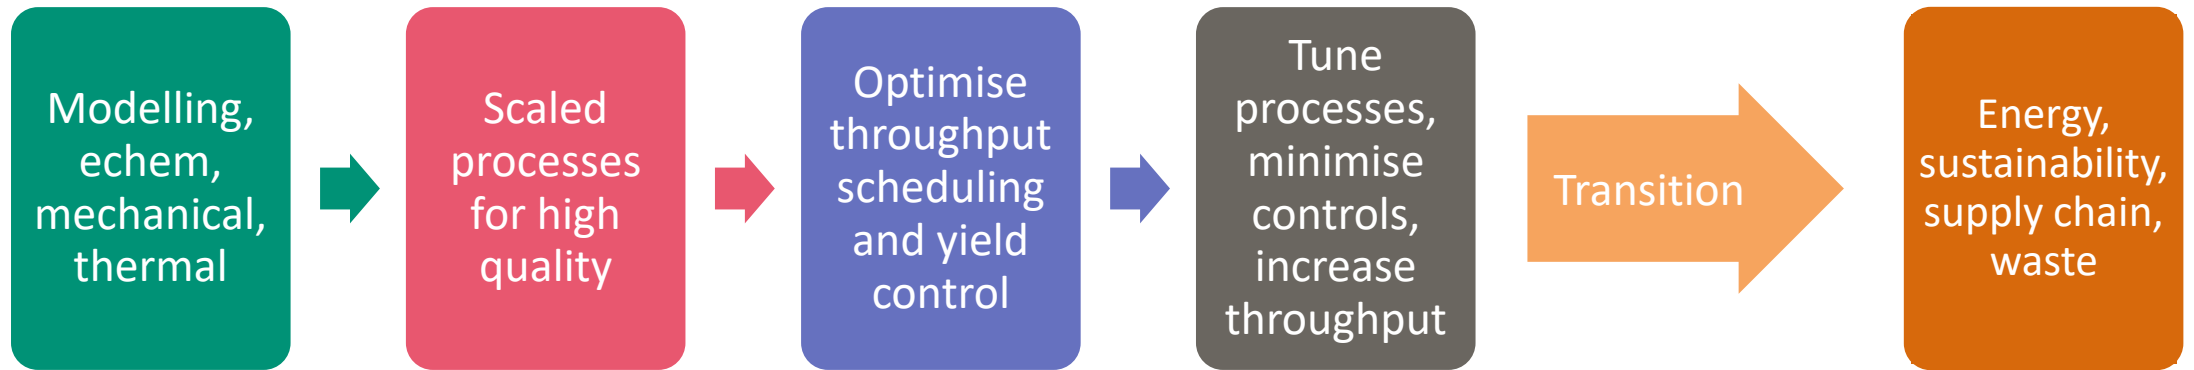 Modelling,
echem,
mechanical,
thermal
Scaled
processes
for high
quality
Optimise
throughput
scheduling
and yield
control
Tune
processes,
minimise
controls,
increase
throughput
Transition
Energy,
sustainability,
supply chain,
waste